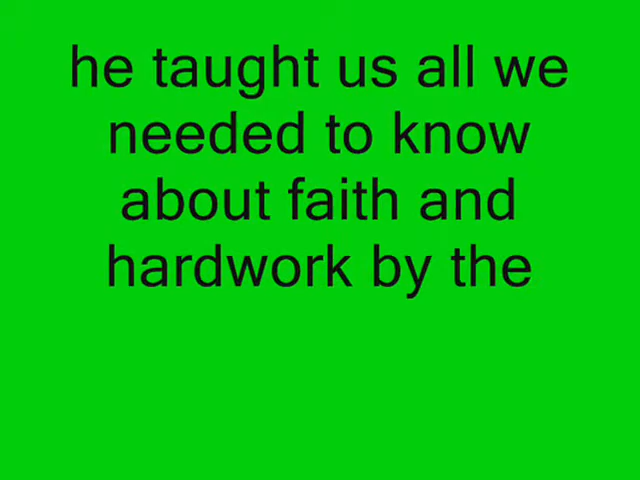 he taught us all we
needed to know
about faith and
hardwork by the